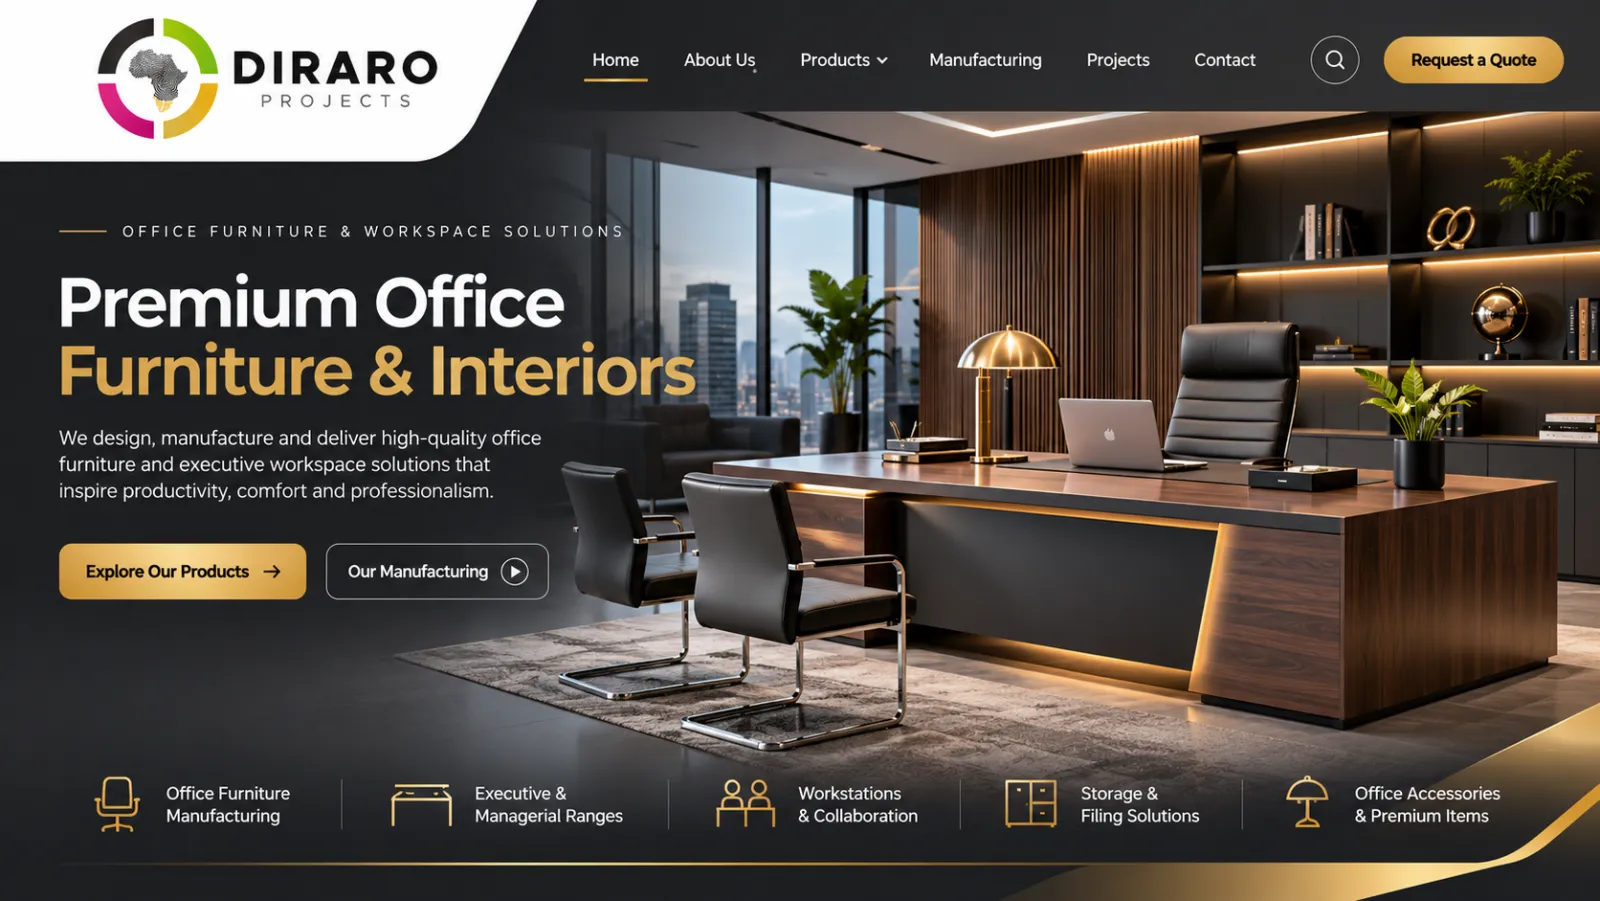 DIRARO
PROJECTS
Home
About Us
Products
Manufacturing
Projects
Contact
Request a Quote
OFFICE FURNITURE & WORKSPACE SOLUTIONS
Premium Office
Furniture & Interiors
We design, manufacture and deliver high-quality office
furniture and executive workspace solutions that
inspire productivity, comfort and professionalism.
Explore Our Products
Our Manufacturing
Office Furniture
Manufacturing
Executive &
Managerial Ranges
Workstations
& Collaboration
Storage &
Filing Solutions
Office Accessories
& Premium Items